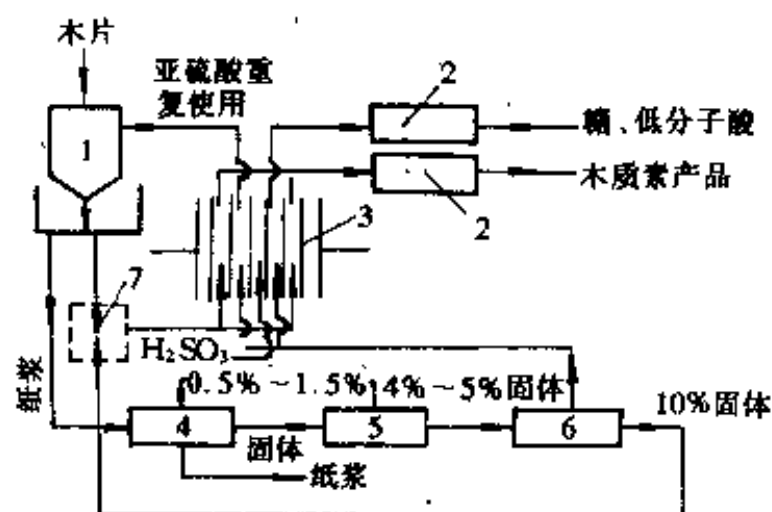 木片
亚硫酸重
复使用
2
糖、低分子酸
1
木质素产品
2
3
7
H₂SO₃
纸浆
0.5%~1.5%
4%~5%固体
10%固体
4
固体
5
6
纸浆